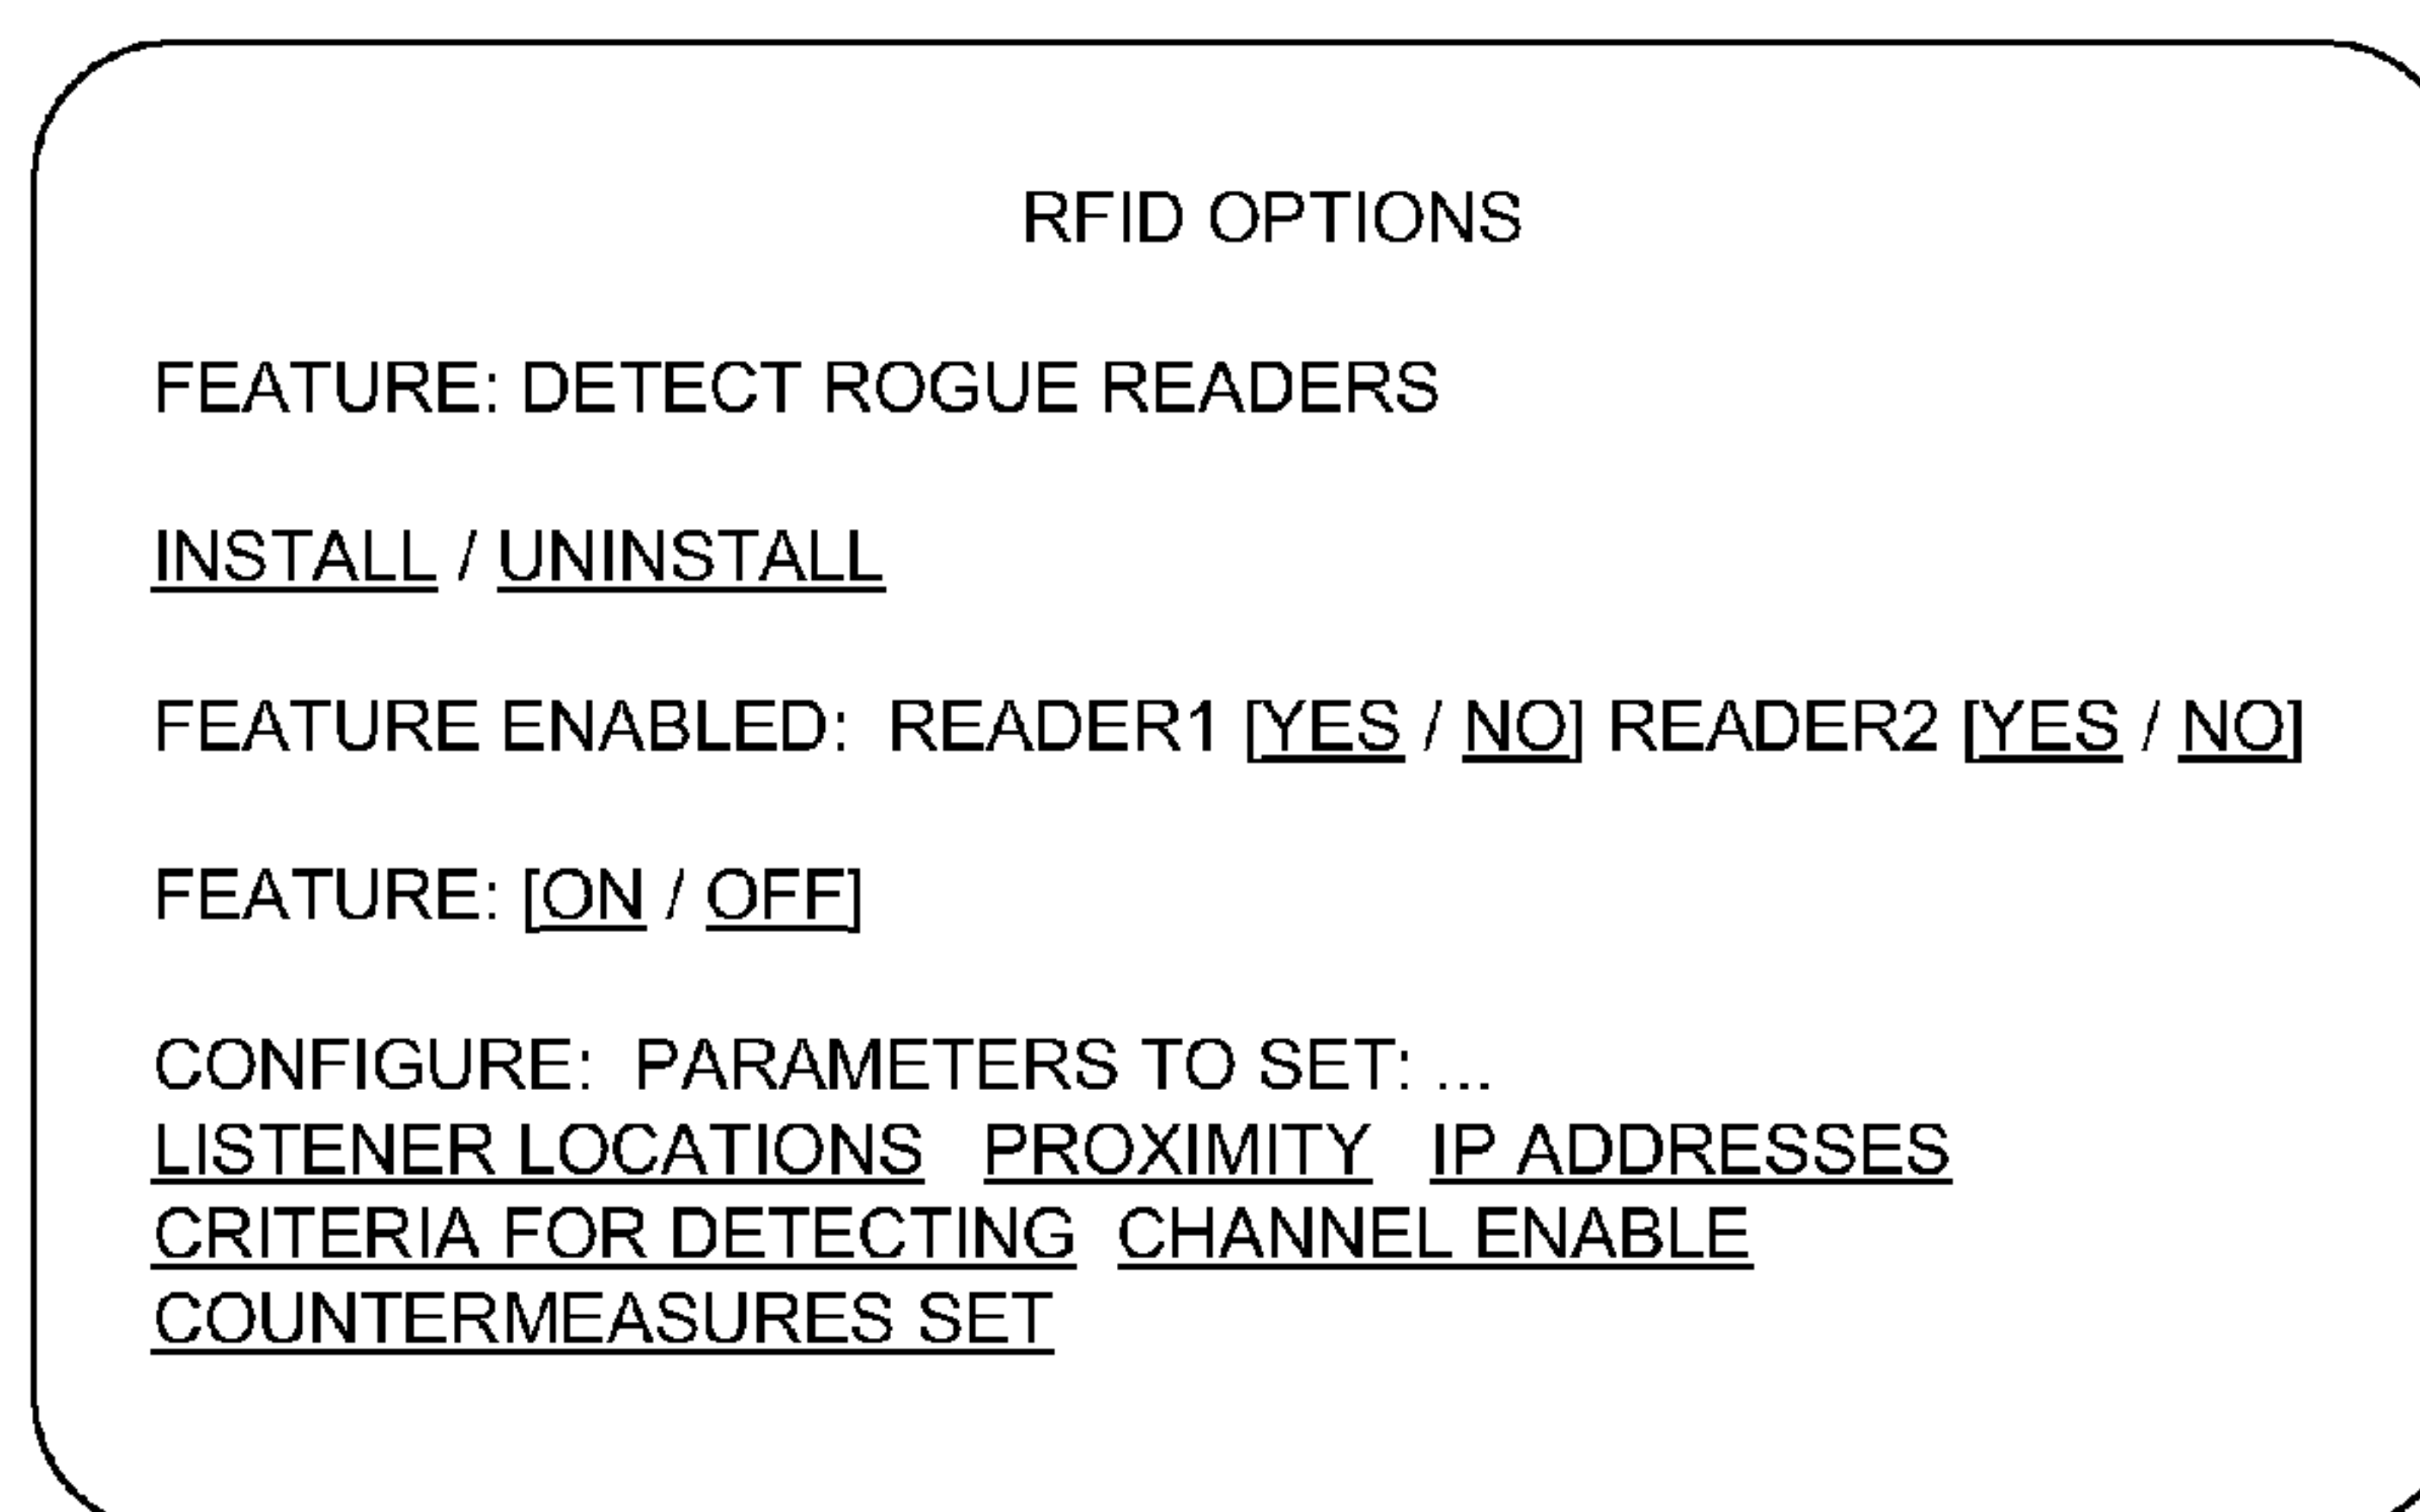 RFID OPTIONS
FEATURE: DETECT ROGUE READERS
INSTALL / UNINSTALL
FEATURE ENABLED:  READER1 [YES / NO] READER2 [YES / NO]
FEATURE: [ON / OFF]
CONFIGURE:  PARAMETERS TO SET: ...
LISTENER LOCATIONS  PROXIMITY  IP ADDRESSES
CRITERIA FOR DETECTING  CHANNEL ENABLE
COUNTERMEASURES SET